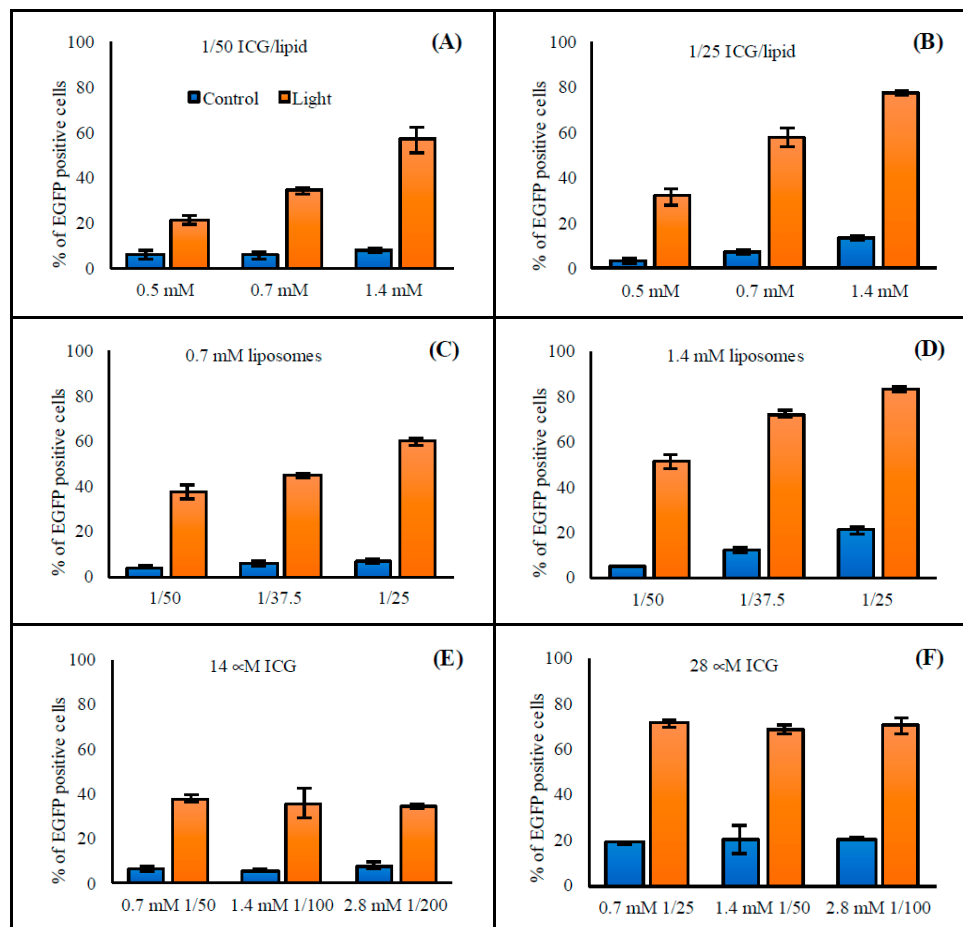 1/50 ICG/lipid
(A)
Control
Light
% of EGFP positive cells
100
80
60
40
20
0
0.5 mM
0.7 mM
1.4 mM
1/25 ICG/lipid
(B)
% of EGFP positive cells
100
80
60
40
20
0
0.5 mM
0.7 mM
1.4 mM
0.7 mM liposomes
(C)
% of EGFP positive cells
100
80
60
40
20
0
1/50
1/37.5
1/25
1.4 mM liposomes
(D)
% of EGFP positive cells
100
80
60
40
20
0
1/50
1/37.5
1/25
14 ∝M ICG
(E)
% of EGFP positive cells
100
80
60
40
20
0
0.7 mM 1/50
1.4 mM 1/100
2.8 mM 1/200
28 ∝M ICG
(F)
% of EGFP positive cells
100
80
60
40
20
0
0.7 mM 1/25
1.4 mM 1/50
2.8 mM 1/100